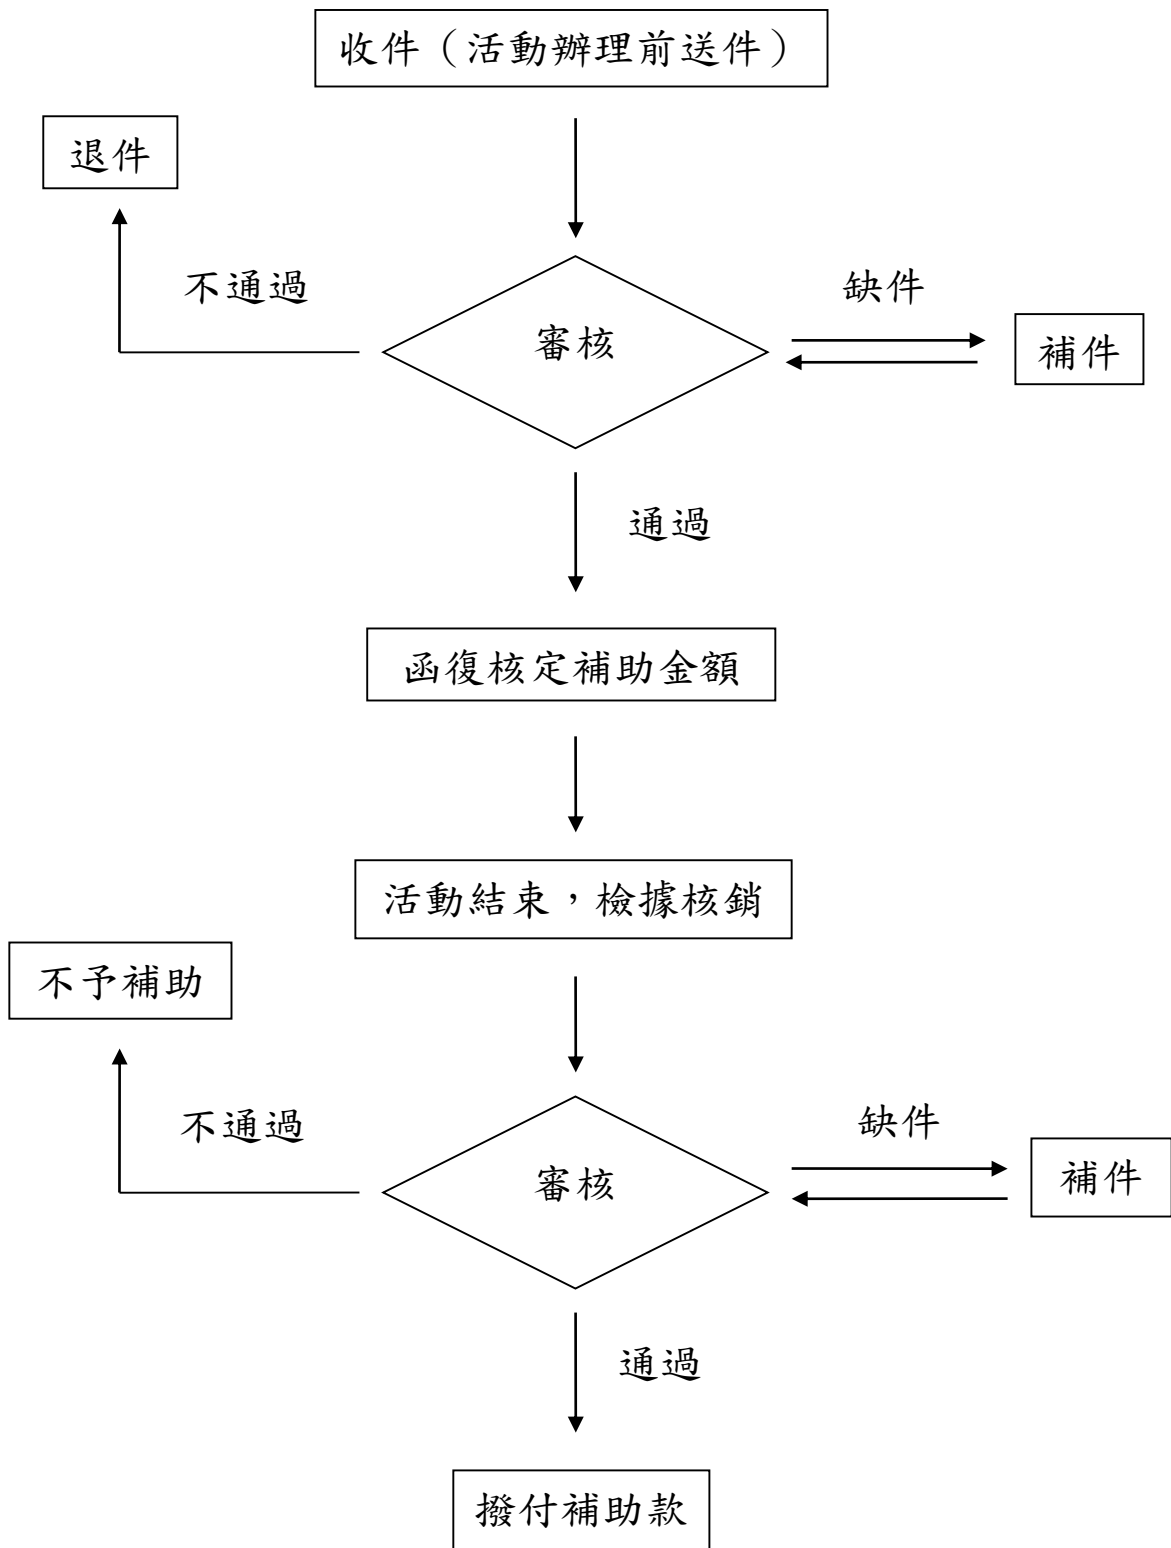 收件（活動辦理前送件）
退件
不通過
審核
缺件
補件
通過
函復核定補助金額
活動結束，檢據核銷
不予補助
不通過
審核
缺件
補件
通過
撥付補助款